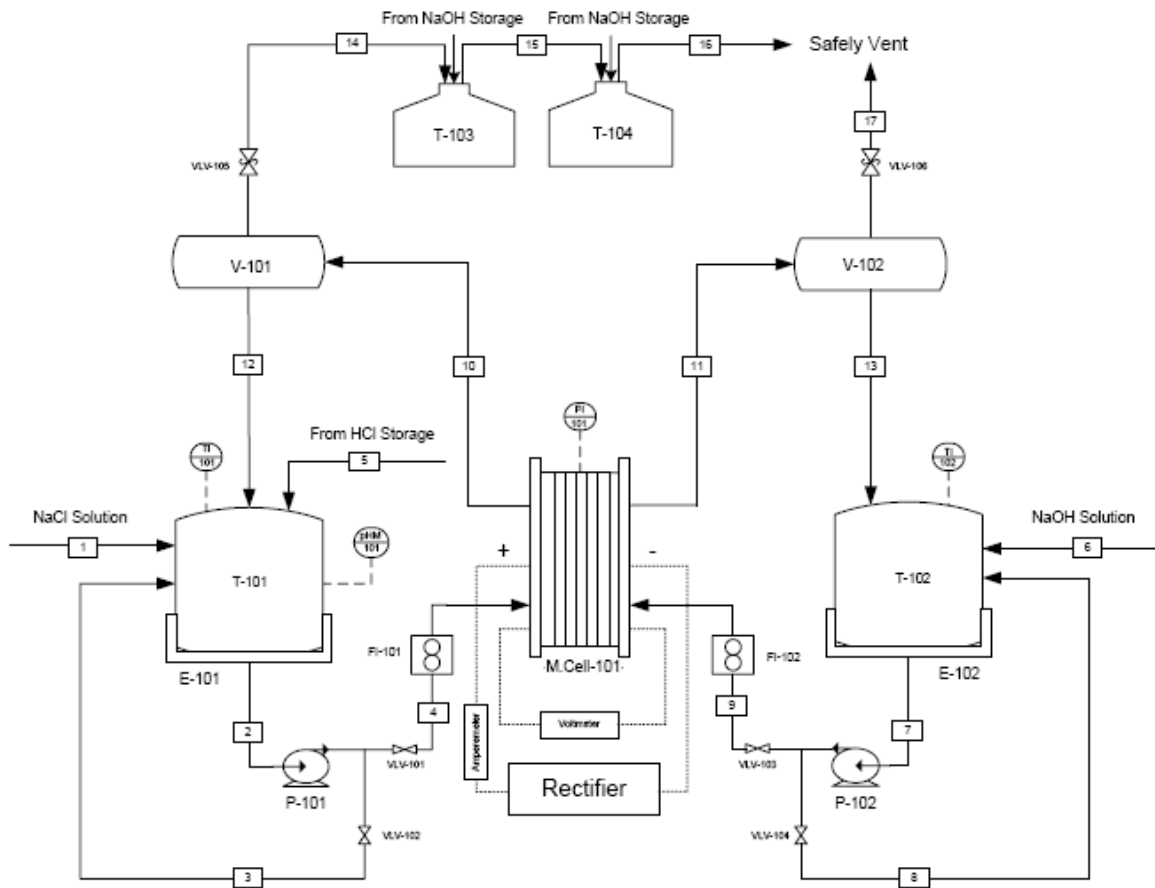 From NaOH Storage
From NaOH Storage
14
15
16
Safely Vent
T-103
T-104
17
VLV-105
VLV-106
V-101
V-102
12
10
11
13
PI
101
From HCl Storage
TI
101
5
TI
102
NaCl Solution
NaOH Solution
1
pHM
101
+
-
6
T-101
T-102
FI-101
FI-102
M.Cell-101
E-101
E-102
2
4
9
7
Voltmeter
Amperemeter
VLV-101
VLV-103
Rectifier
P-101
P-102
VLV-102
VLV-104
3
8